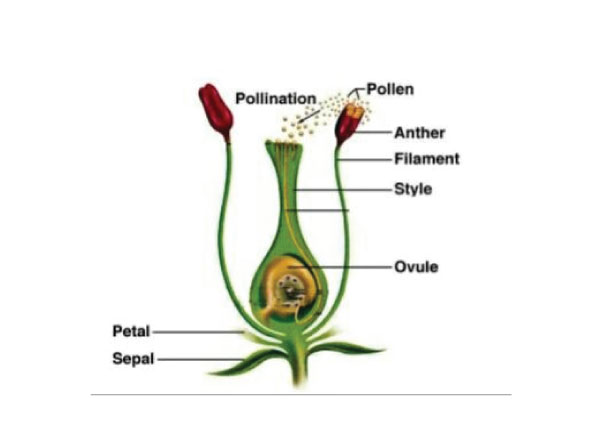 Pollination
Pollen
Anther
Filament
Style
Ovule
Petal
Sepal